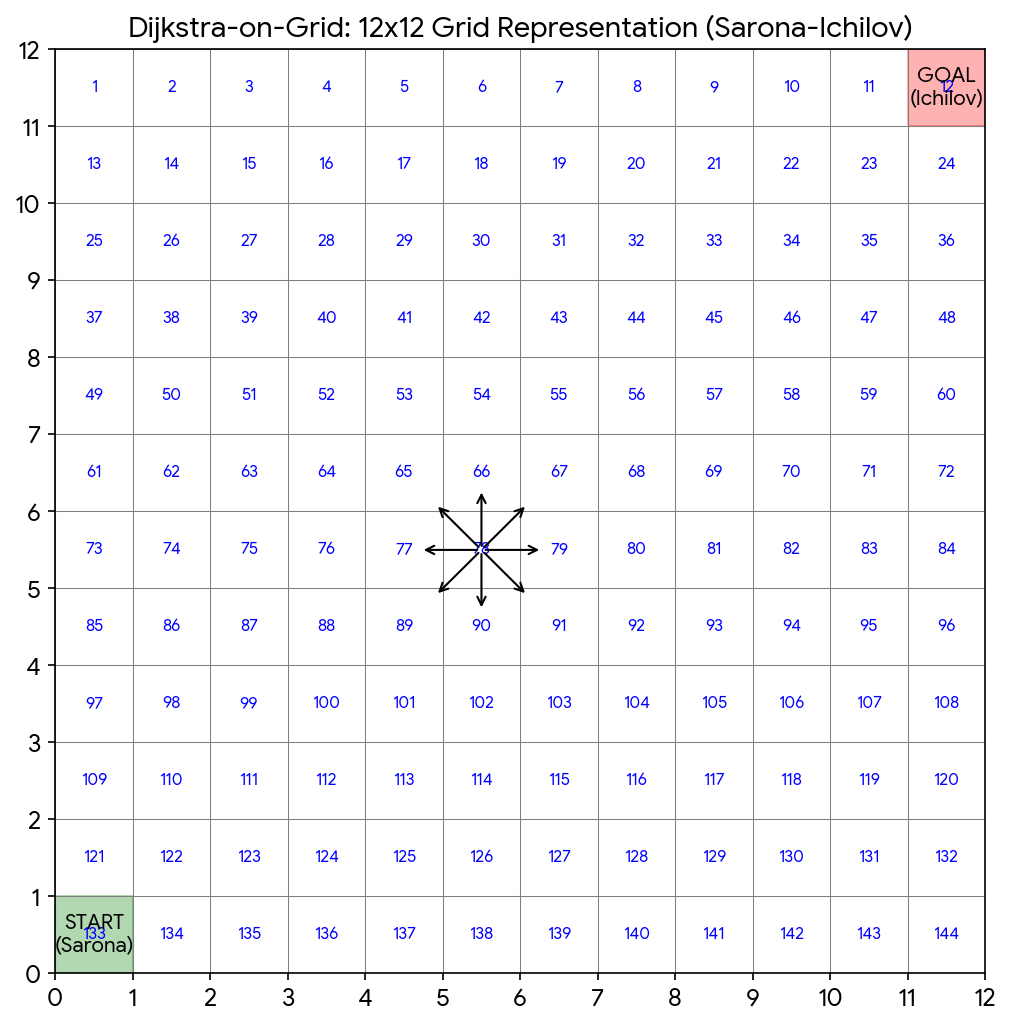 Dijkstra-on-Grid: 12x12 Grid Representation (Sarona-Ichilov)
12
1 2 3 4 5 6 7 8 9 10 11 12
GOAL
(Ichilov)
11
13 14 15 16 17 18 19 20 21 22 23 24
10
25 26 27 28 29 30 31 32 33 34 35 36
9
37 38 39 40 41 42 43 44 45 46 47 48
8
49 50 51 52 53 54 55 56 57 58 59 60
7
61 62 63 64 65 66 67 68 69 70 71 72
6
73 74 75 76 77 78 79 80 81 82 83 84
5
85 86 87 88 89 90 91 92 93 94 95 96
4
97 98 99 100 101 102 103 104 105 106 107 108
3
109 110 111 112 113 114 115 116 117 118 119 120
2
121 122 123 124 125 126 127 128 129 130 131 132
1
START
(Sarona)
133 134 135 136 137 138 139 140 141 142 143 144
0
0 1 2 3 4 5 6 7 8 9 10 11 12